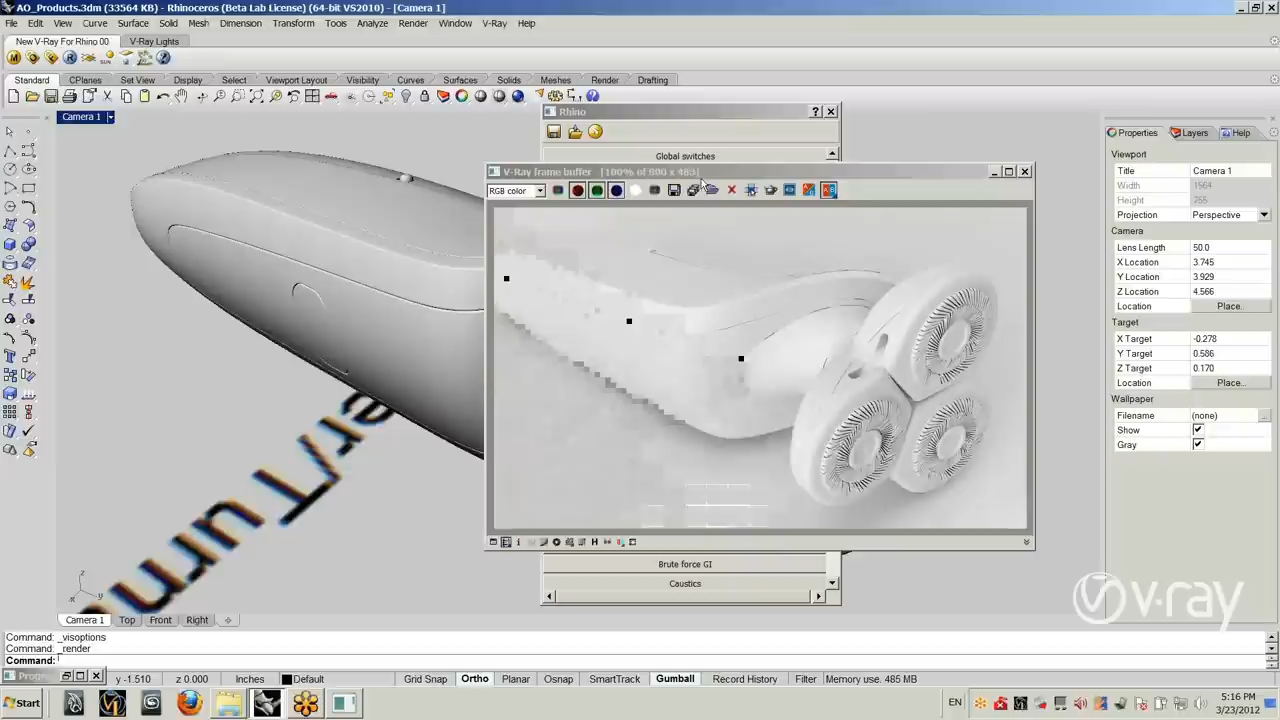 AO_Products.3dm (33564 KB) - Rhinoceros (Beta Lab License) (64-bit VS2010) - [Camera 1]
File Edit View Curve Surface Solid Mesh Dimension Transform Tools Analyze Render Window V-Ray Help
New V-Ray For Rhino 00 V-Ray Lights
Standard CPlanes Set View Display Select Viewport Layout Visibility Curves Surfaces Solids Meshes Render Drafting
Camera 1
Rhino
Global switches
V-Ray frame buffer [100% of 800 x 485]
RGB color
Brute force GI
Caustics
Properties Layers Help
Viewport
Title Camera 1
Width 1564
Height 255
Projection Perspective
Camera
Lens Length 50.0
X Location 3.745
Y Location 3.929
Z Location 4.566
Location Place...
Target
X Target -0.278
Y Target 0.586
Z Target 0.170
Location Place...
Wallpaper
Filename (none) ...
Show
Gray
v·ray
z
x y
Camera 1 Top Front Right
Command: _visoptions
Command: _render
Command:
y -1.510 z 0.000 Inches Default Grid Snap Ortho Planar Osnap SmartTrack Gumball Record History Filter Memory use. 485 MB
Start
EN
5:16 PM
3/23/2012